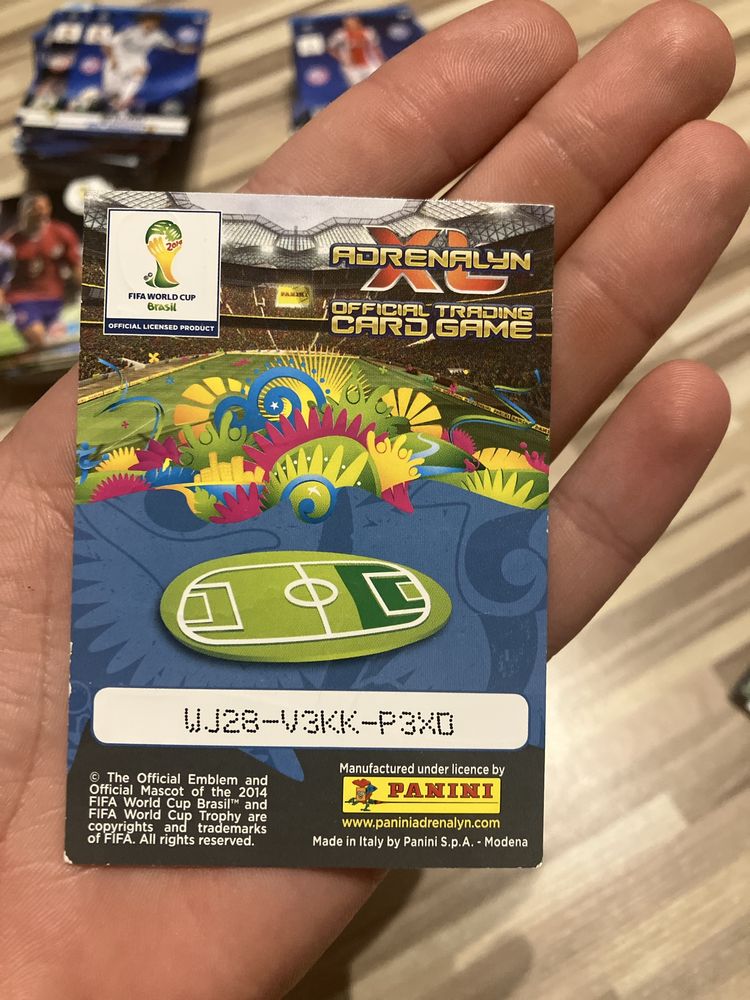 2014
FIFA WORLD CUP
Brasil
OFFICIAL LICENSED PRODUCT
ADRENALYN
XL
OFFICIAL TRADING
CARD GAME
PANINI
WJ28-V3KK-P3XD
© The Official Emblem and
Official Mascot of the 2014
FIFA World Cup Brasil™ and
FIFA World Cup Trophy are
copyrights and trademarks
of FIFA. All rights reserved.
Manufactured under licence by
PANINI
www.paniniadrenalyn.com
Made in Italy by Panini S.p.A. - Modena